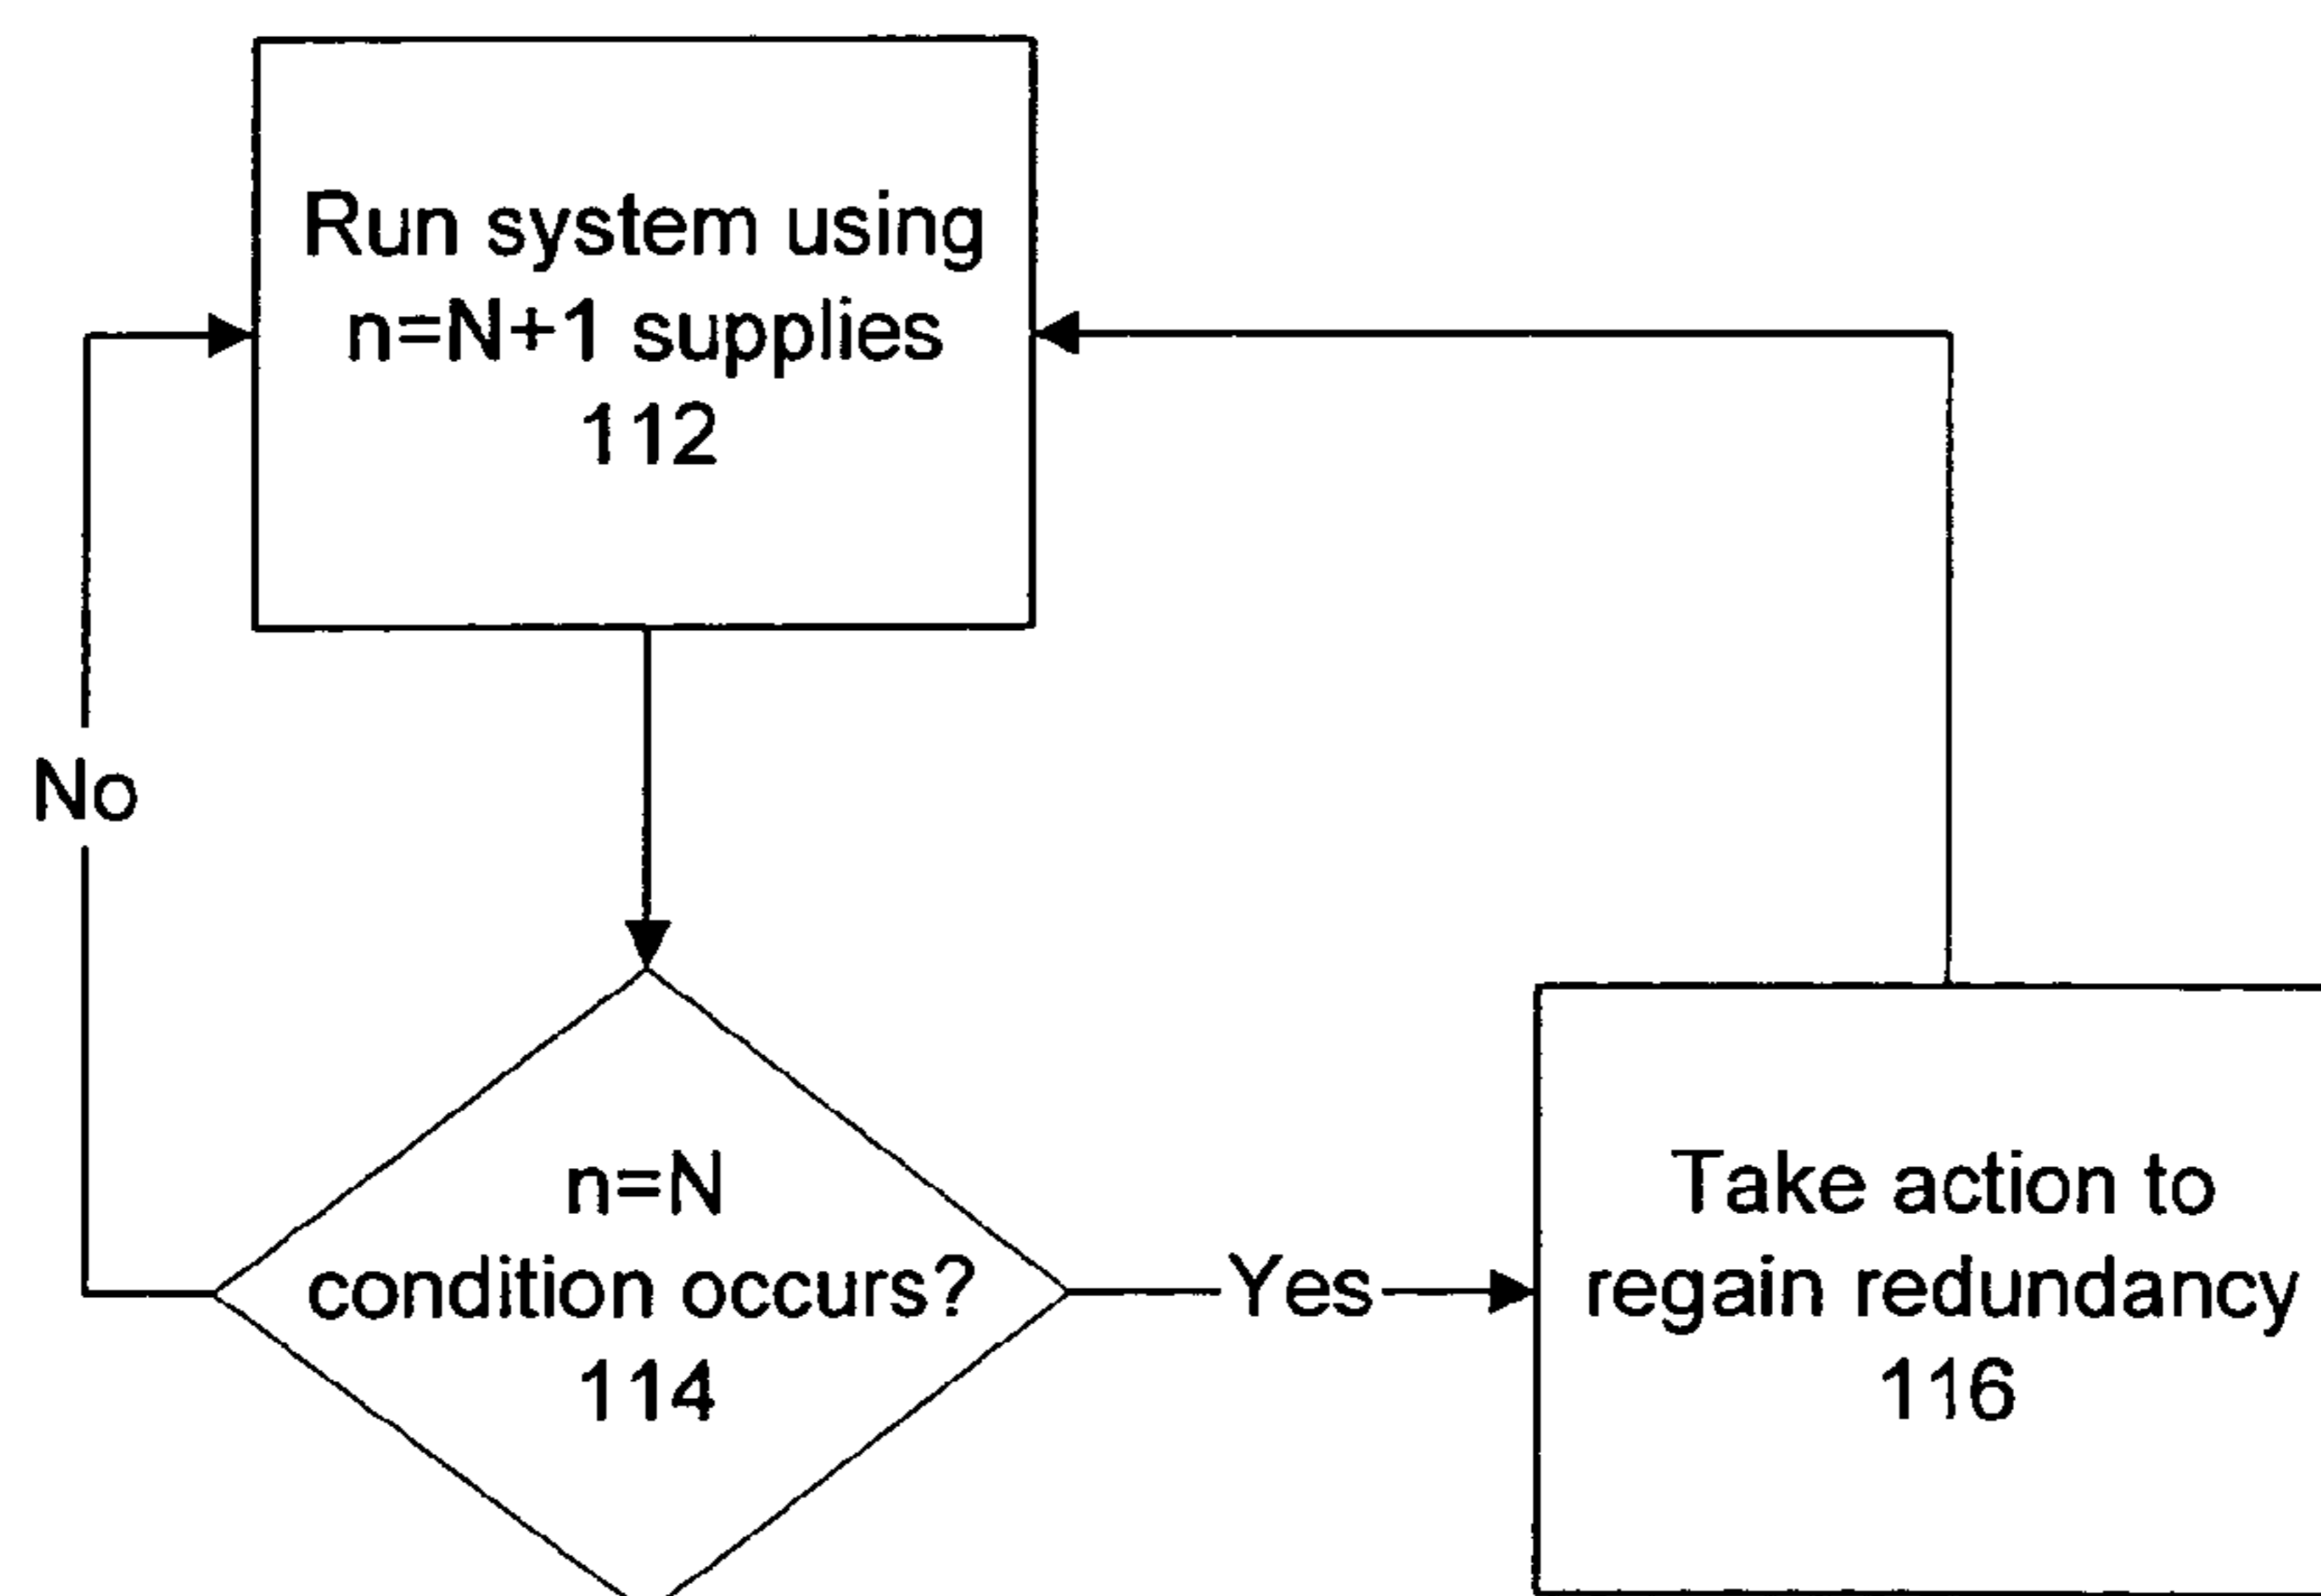 Run system using
n=N+1 supplies
112
No
n=N
condition occurs?
114
Yes
Take action to
regain redundancy
116